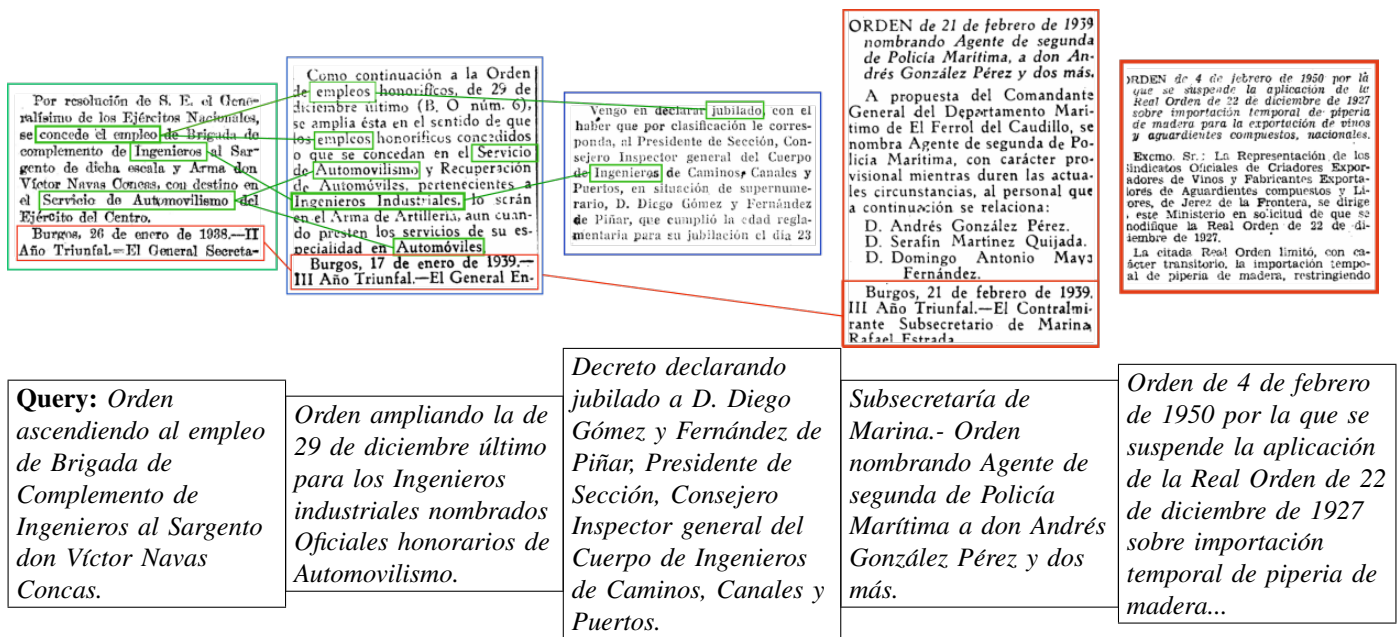 Por resolución de S. E. el Gene-
ralísimo de los Ejércitos Nacionales,
se concede el empleo de Brigada de
complemento de Ingenieros al Sar-
gento de dicha escala y Arma don
Víctor Navas Concas, con destino en
el Servicio de Automovilismo del
Ejército del Centro.
Burgos, 26 de enero de 1938.—II
Año Triunfal.=El General Secreta-
Como continuación a la Orden
de empleos honoríficos, de 29 de
diciembre último (B. O núm. 6),
se amplía ésta en el sentido de que
los empleos honoríficos concedidos
o que se concedan en el Servicio
de Automovilismo y Recuperación
de Automóviles, pertenecientes a
Ingenieros Industriales, lo serán
en el Arma de Artillería, aun cuan-
do presten los servicios de su es-
pecialidad en Automóviles
Burgos, 17 de enero de 1939.—
III Año Triunfal.—El General En-
Vengo en declarar jubilado, con el
haber que por clasificación le corres-
ponda, al Presidente de Sección, Con-
sejero Inspector general del Cuerpo
de Ingenieros de Caminos, Canales y
Puertos, en situación de supernume-
rario, D. Diego Gómez y Fernández
de Piñar, que cumplió la edad regla-
mentaria para su jubilación el día 23
ORDEN de 21 de febrero de 1939
nombrando Agente de segunda
de Policía Marítima, a don An-
drés González Pérez y dos más.
A propuesta del Comandante
General del Departamento Marí-
timo de El Ferrol del Caudillo, se
nombra Agente de segunda de Po-
licía Marítima, con carácter pro-
visional mientras duren las actua-
les circunstancias, al personal que
a continuación se relaciona:
D. Andrés González Pérez.
D. Serafín Martínez Quijada.
D. Domingo Antonio Maya
Fernández.
Burgos, 21 de febrero de 1939.
III Año Triunfal.—El Contralmi-
rante Subsecretario de Marina,
Rafael Estrada
ORDEN de 4 de febrero de 1950 por la
que se suspende la aplicación de la
Real Orden de 22 de diciembre de 1927
sobre importación temporal de pipería
de madera para la exportación de vinos
y aguardientes compuestos, nacionales.
Excmo. Sr.: La Representación de los
Sindicatos Oficiales de Criadores Expor-
adores de Vinos y Fabricantes Exporta-
lores de Aguardientes compuestos y Li-
ores, de Jerez de la Frontera, se dirige
este Ministerio en solicitud de que se
modifique la Real Orden de 22 de di-
iembre de 1927.
La citada Real Orden limitó, con ca-
ácter transitorio, la importación tempo-
al de pipería de madera, restringiendo
Query: Orden
ascendiendo al empleo
de Brigada de
Complemento de
Ingenieros al Sargento
don Víctor Navas
Concas.
Orden ampliando la de
29 de diciembre último
para los Ingenieros
industriales nombrados
Oficiales honorarios de
Automovilismo.
Decreto declarando
jubilado a D. Diego
Gómez y Fernández de
Piñar, Presidente de
Sección, Consejero
Inspector general del
Cuerpo de Ingenieros
de Caminos, Canales y
Puertos.
Subsecretaría de
Marina.- Orden
nombrando Agente de
segunda de Policía
Marítima a don Andrés
González Pérez y dos
más.
Orden de 4 de febrero
de 1950 por la que se
suspende la aplicación
de la Real Orden de 22
de diciembre de 1927
sobre importación
temporal de piperia de
madera...